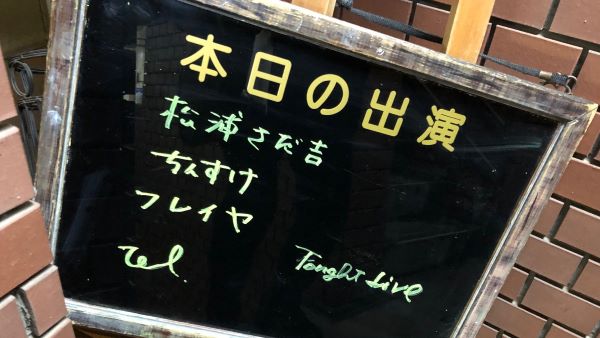 本日の出演
松浦さだ吉
ちんすけ
フレイヤ
Tel.
Tonight Live